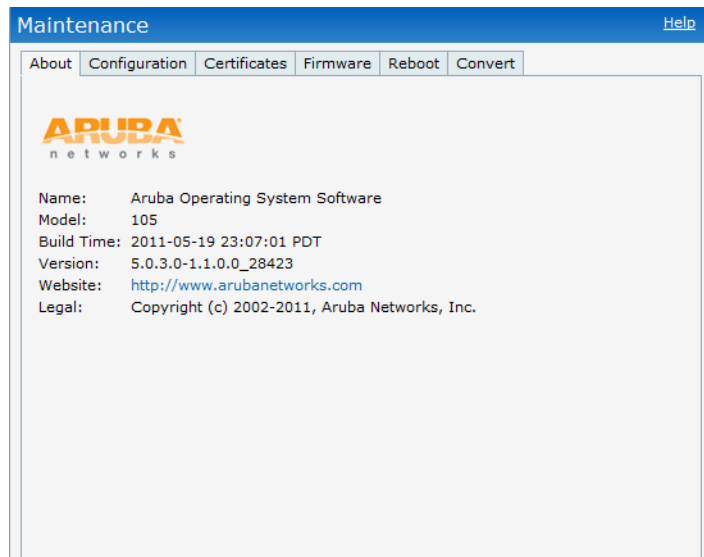 Maintenance
Help
About Configuration Certificates Firmware Reboot Convert
ARUBA
networks
Name: Aruba Operating System Software
Model: 105
Build Time: 2011-05-19 23:07:01 PDT
Version: 5.0.3.0-1.1.0.0_28423
Website: http://www.arubanetworks.com
Legal: Copyright (c) 2002-2011, Aruba Networks, Inc.